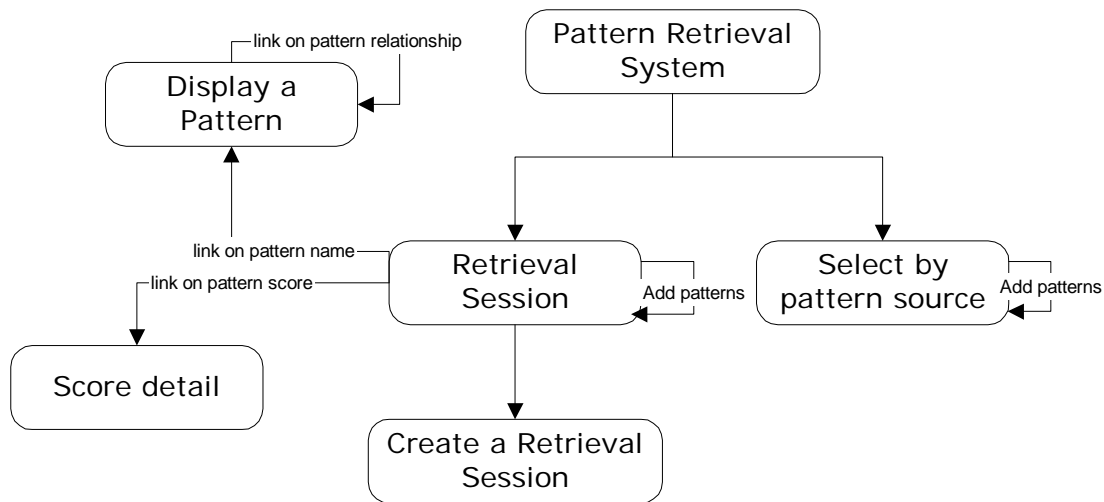 link on pattern relationship
Pattern Retrieval
System
Display a
Pattern
link on pattern name
link on pattern score
Retrieval
Session
Add patterns
Select by
pattern source
Add patterns
Score detail
Create a Retrieval
Session